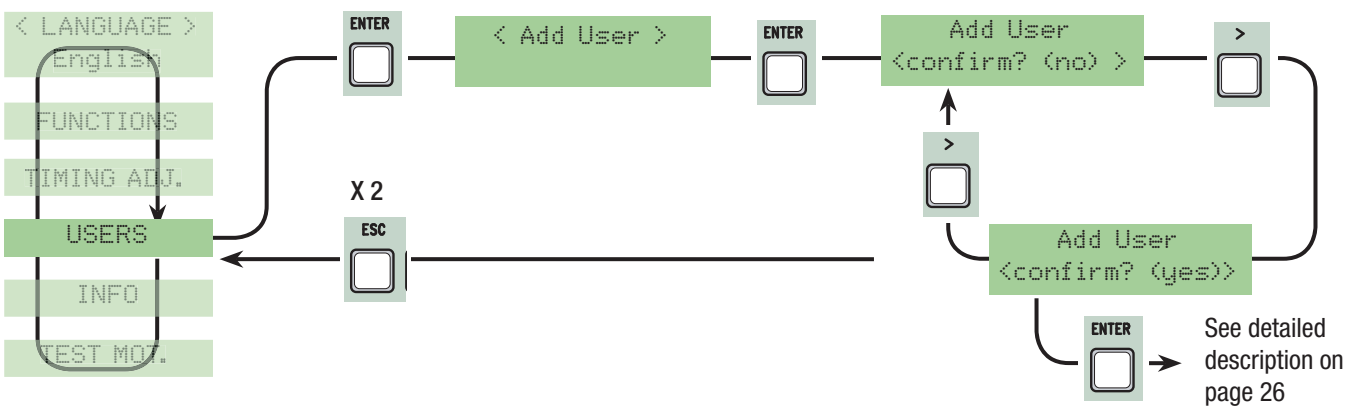 < LANGUAGE >
English
FUNCTIONS
TIMING ADJ.
USERS
INFO
TEST MOT.
ENTER
< Add User >
ENTER
Add User
<confirm? (no) >
>
>
X 2
ESC
Add User
<confirm? (yes)>
ENTER
See detailed
description on
page 26